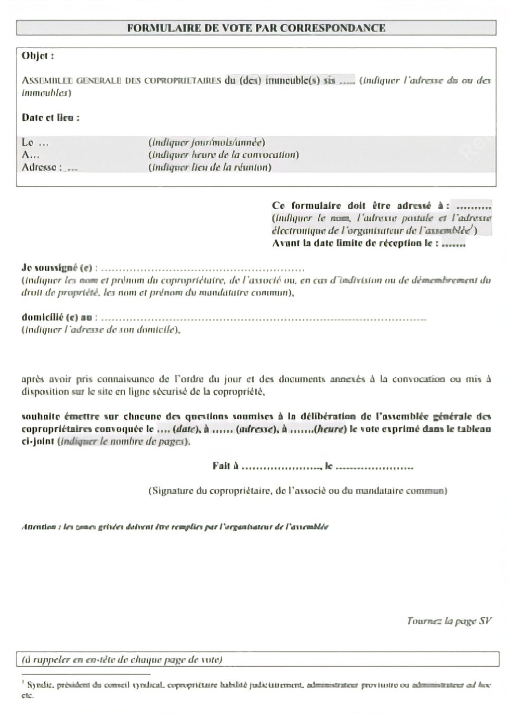 FORMULAIRE DE VOTE PAR CORRESPONDANCE
Objet :
ASSEMBLEE GENERALE DES COPROPRIETAIRES du (des) immeuble(s) sis ..... (indiquer l'adresse du ou des
immeubles)
Date et lieu :
Le … (indiquer jour/mois/année)
A… (indiquer heure de la convocation)
Adresse : … (indiquer lieu de la réunion)
Ce formulaire doit être adressé à : ……….
(indiquer le nom, l'adresse postale et l'adresse
électronique de l'organisateur de l'assemblée¹)
Avant la date limite de réception le : …….
Je soussigné (e) : ……………………………………………
(indiquer les nom et prénom du copropriétaire, de l'associé ou, en cas d'indivision ou de démembrement du
droit de propriété, les nom et prénom du mandataire commun),
domicilié (e) au : ……………………………………………………………………
(indiquer l'adresse de son domicile),
après avoir pris connaissance de l'ordre du jour et des documents annexés à la convocation ou mis à
disposition sur le site en ligne sécurisé de la copropriété,
souhaite émettre sur chacune des questions soumises à la délibération de l'assemblée générale des
copropriétaires convoquée le …. (date), à …… (adresse), à …….(heure) le vote exprimé dans le tableau
ci-joint (indiquer le nombre de pages).
Fait à ……………….., le ………………….
(Signature du copropriétaire, de l'associé ou du mandataire commun)
Attention : les zones grisées doivent être remplies par l'organisateur de l'assemblée
Tournez la page SV
(à rappeler en en-tête de chaque page de vote)
¹ Syndic, président du conseil syndical, copropriétaire habilité judiciairement, administrateur provisoire ou administrateur ad hoc
etc.